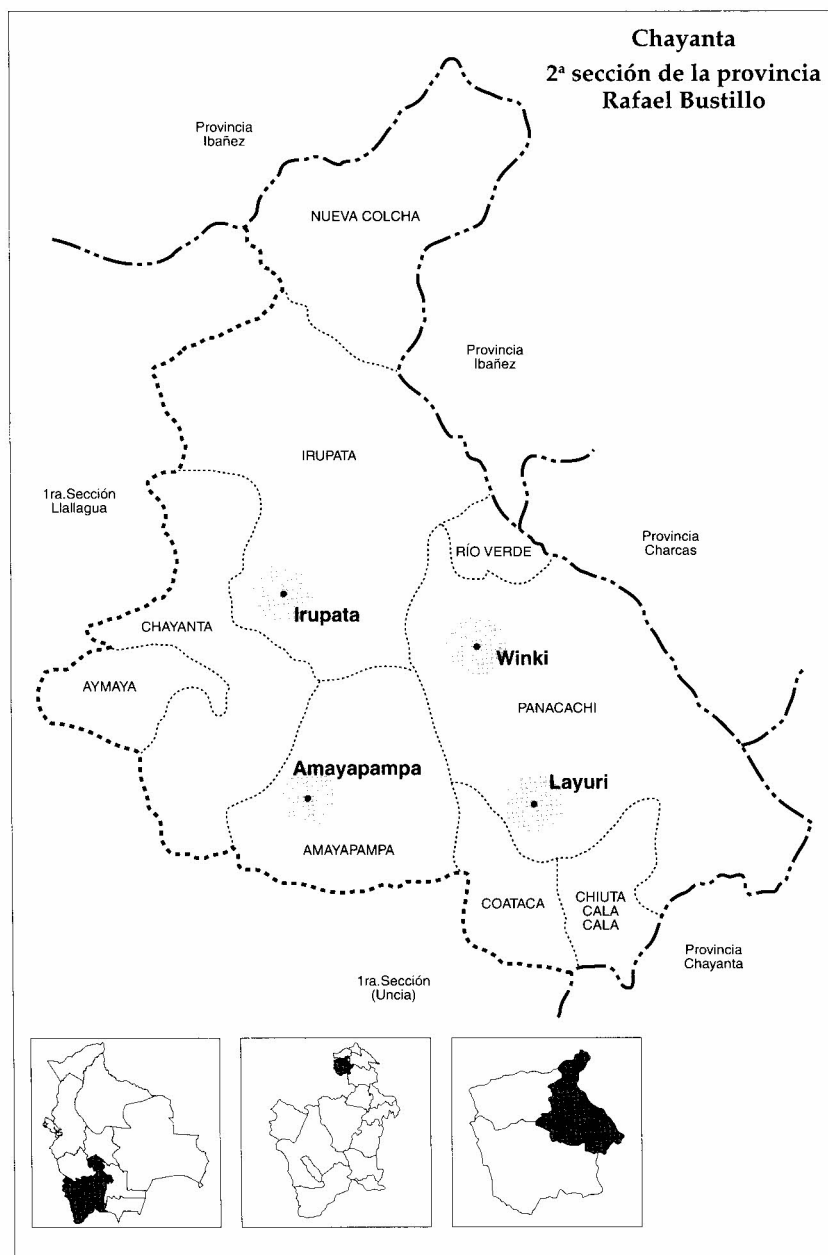 Chayanta
2ª sección de la provincia
Rafael Bustillo
Provincia
Ibañez
NUEVA COLCHA
Provincia
Ibañez
IRUPATA
1ra.Sección
Llallagua
Provincia
Charcas
RÍO VERDE
Irupata
CHAYANTA
Winki
AYMAYA
PANACACHI
Amayapampa
Layuri
AMAYAPAMPA
COATACA
CHIUTA
CALA
CALA
Provincia
Chayanta
1ra.Sección
(Uncia)